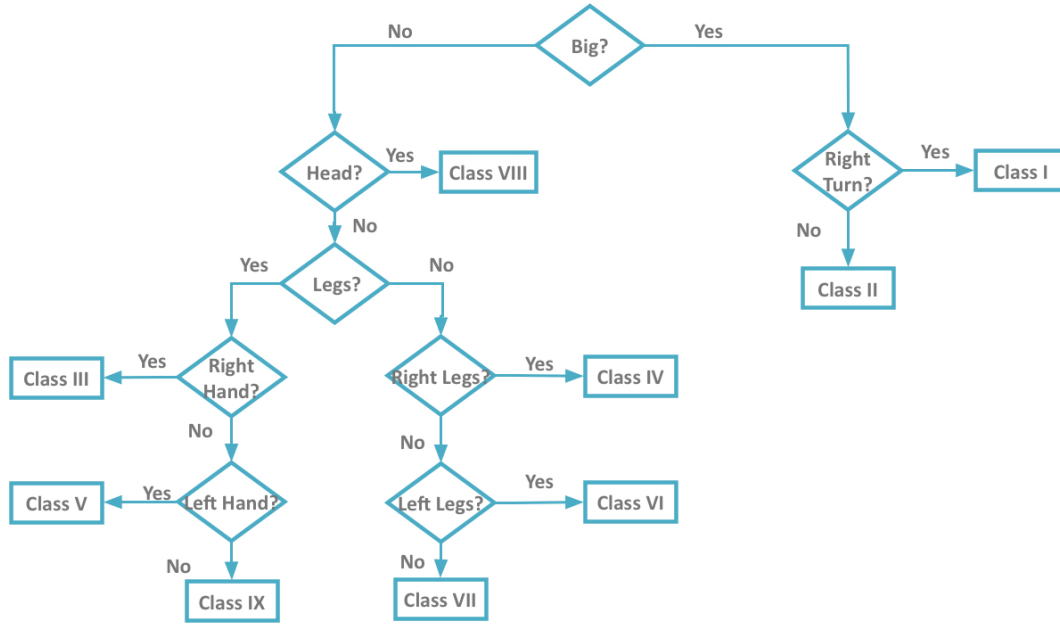 Big?
No
Yes
Head?
Yes
Class VIII
Right
Turn?
Yes
Class I
No
No
Class II
Legs?
Yes
No
Right
Hand?
Yes
Class III
Right Legs?
Yes
Class IV
No
No
Left Hand?
Yes
Class V
Left Legs?
Yes
Class VI
No
No
Class IX
Class VII